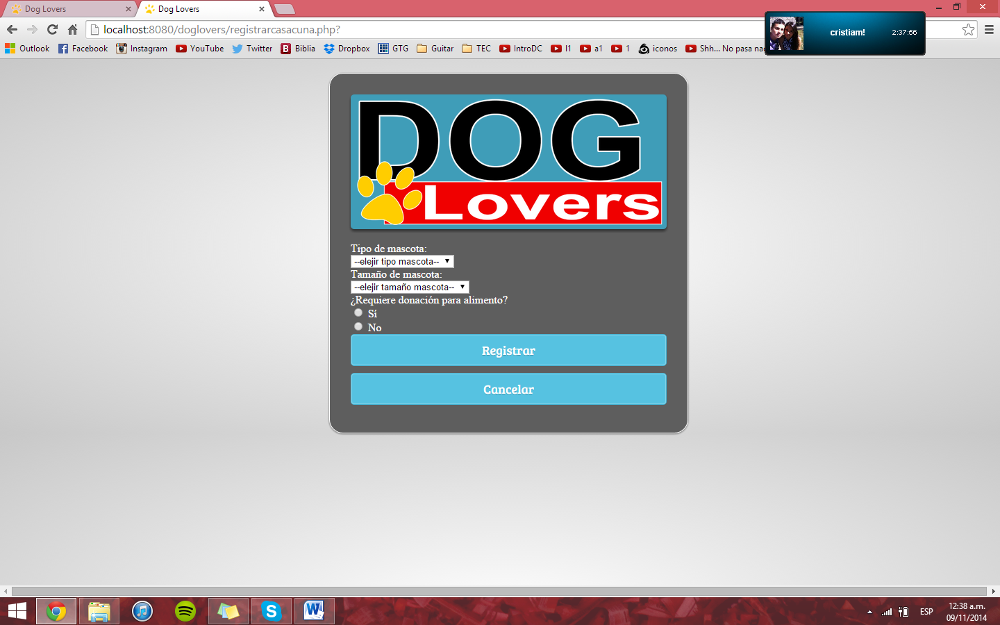 Dog Lovers
Dog Lovers
localhost:8080/doglovers/registrarcasacuna.php?
cristiam!
2:37:56
Outlook
Facebook
Instagram
YouTube
Twitter
Biblia
Dropbox
GTG
Guitar
TEC
IntroDC
I1
a1
1
iconos
Shh... No pasa na
DOG
Lovers
Tipo de mascota:
--elejir tipo mascota--
Tamaño de mascota:
--elejir tamaño mascota--
¿Requiere donación para alimento?
Sí
No
Registrar
Cancelar
ESP
12:38 a.m.
09/11/2014